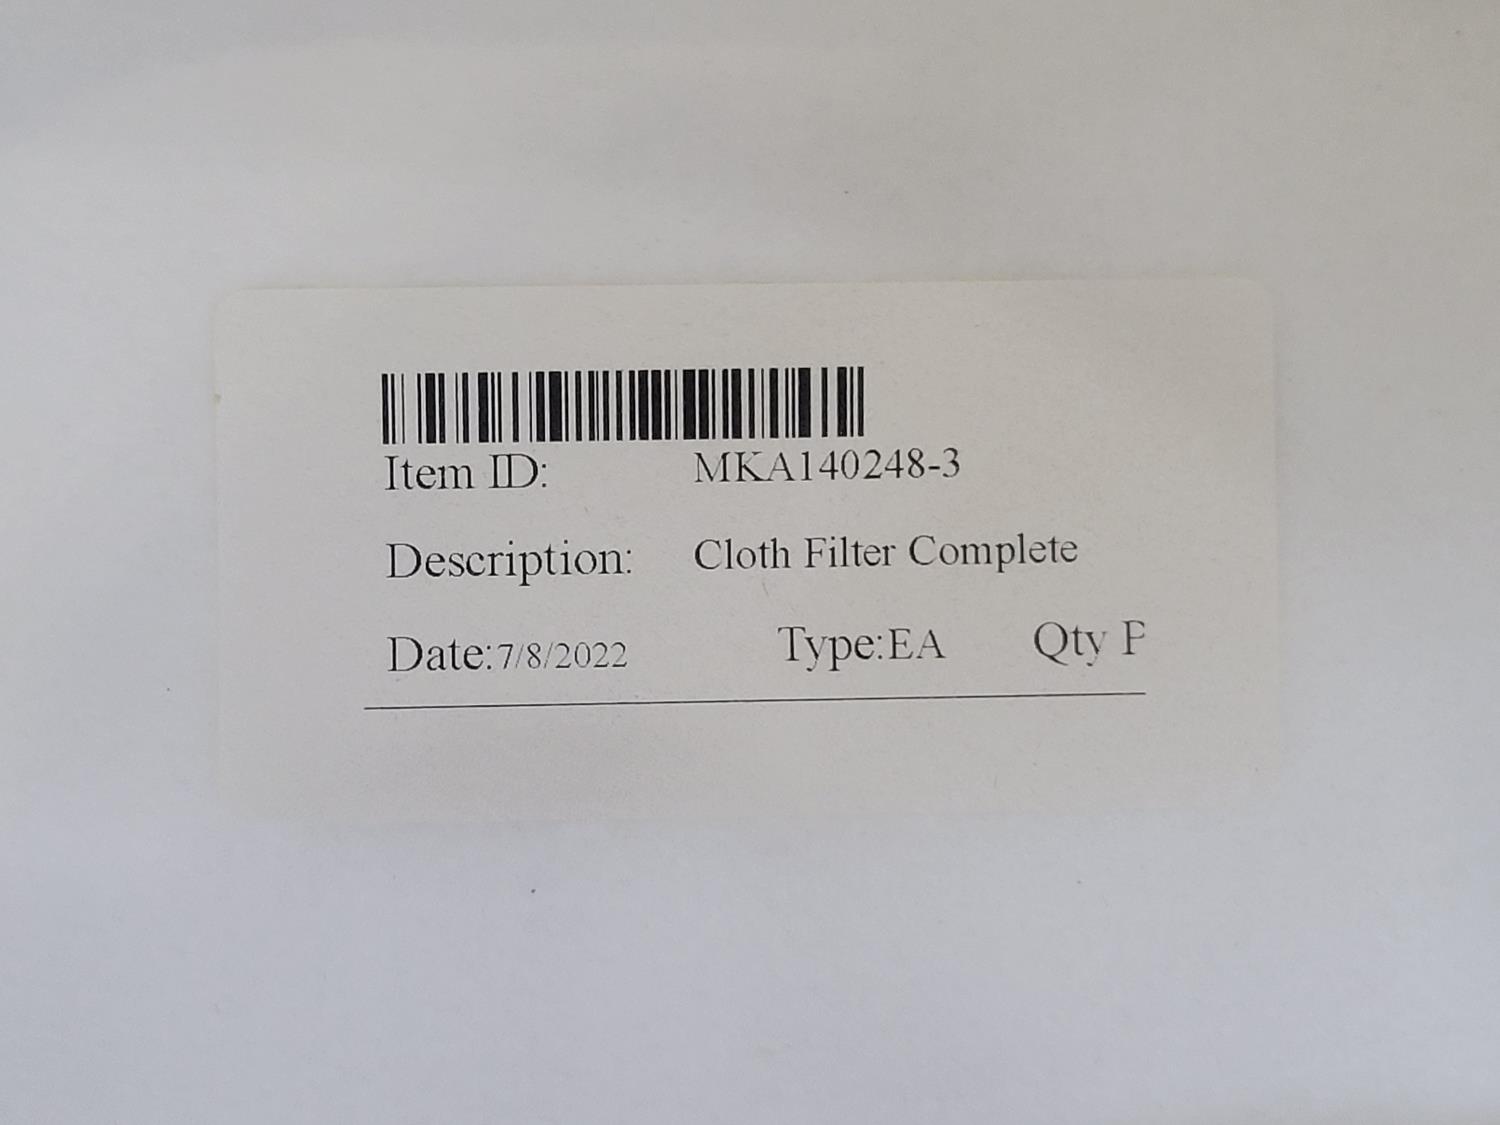 Item ID: MKA140248-3
Description: Cloth Filter Complete
Date:7/8/2022 Type:EA Qty P